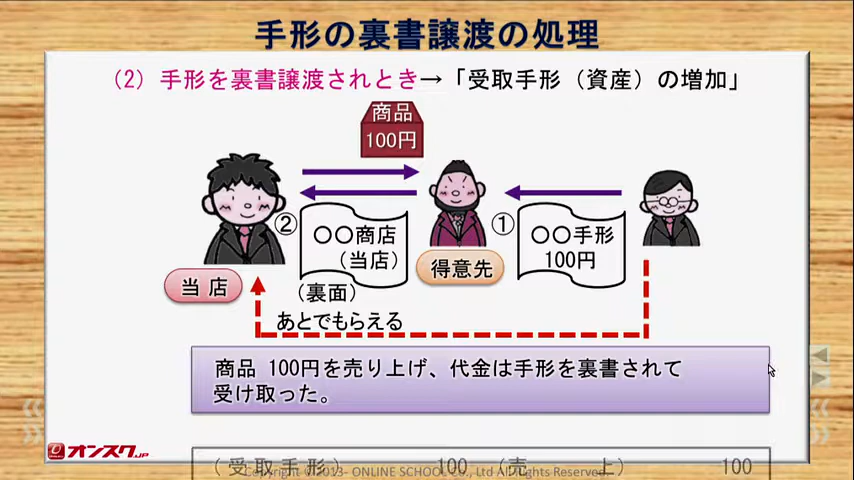 手形の裏書譲渡の処理
(2) 手形を裏書譲渡されとき→「受取手形（資産）の増加」
商品
100円
②
〇〇商店
（当店）
（裏面）
①
〇〇手形
100円
得意先
当 店
あとでもらえる
商品 100円を売り上げ、代金は手形を裏書されて
受け取った。
オンスク.JP
（受 取 手 形） 100 （売 上） 100
Copyright ©2013- ONLINE SCHOOL Co., Ltd All Rights Reserved.